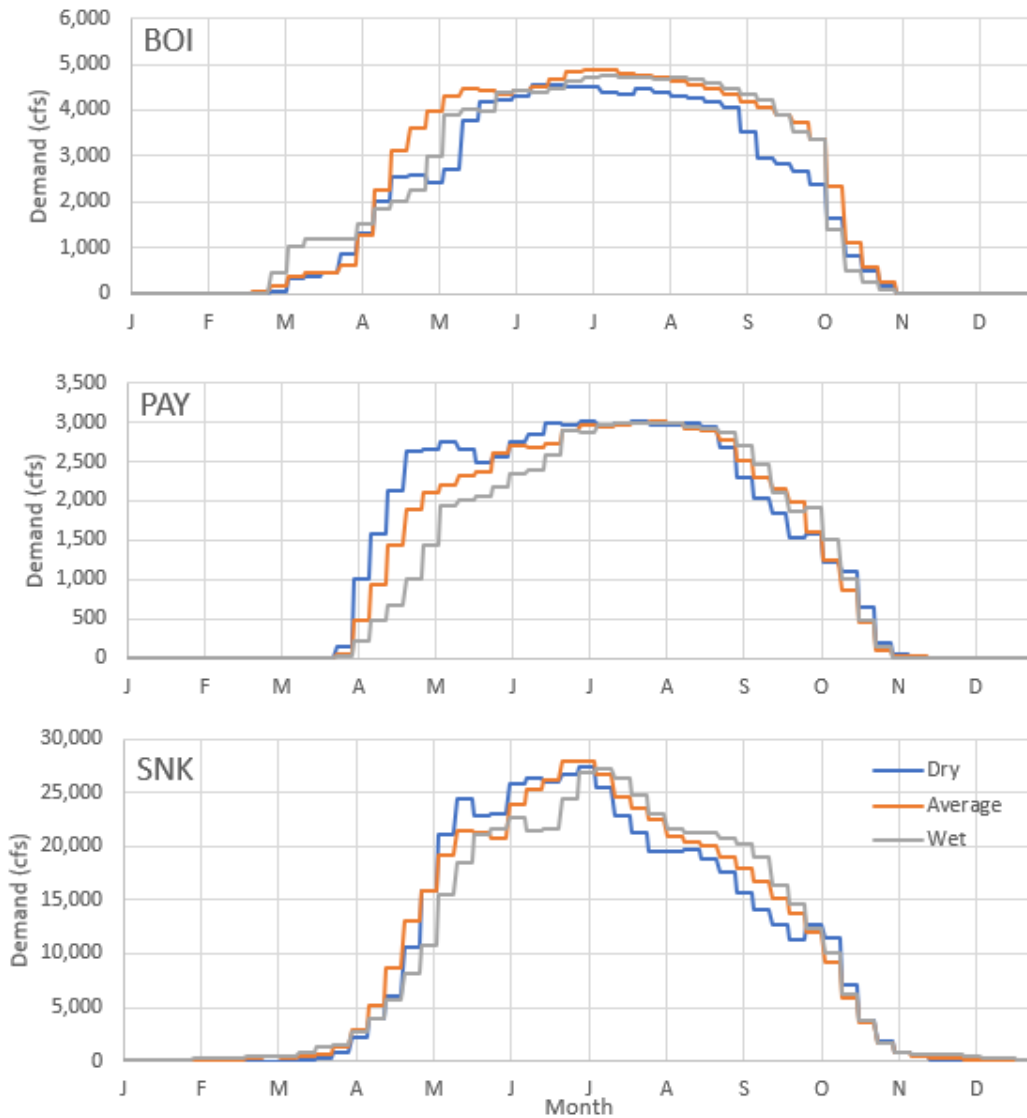 BOI
Demand (cfs)
6,000
5,000
4,000
3,000
2,000
1,000
0
J F M A M J J A S O N D
PAY
Demand (cfs)
3,500
3,000
2,500
2,000
1,500
1,000
500
0
J F M A M J J A S O N D
SNK
Demand (cfs)
30,000
25,000
20,000
15,000
10,000
5,000
0
Dry
Average
Wet
J F M A M J J A S O N D
Month